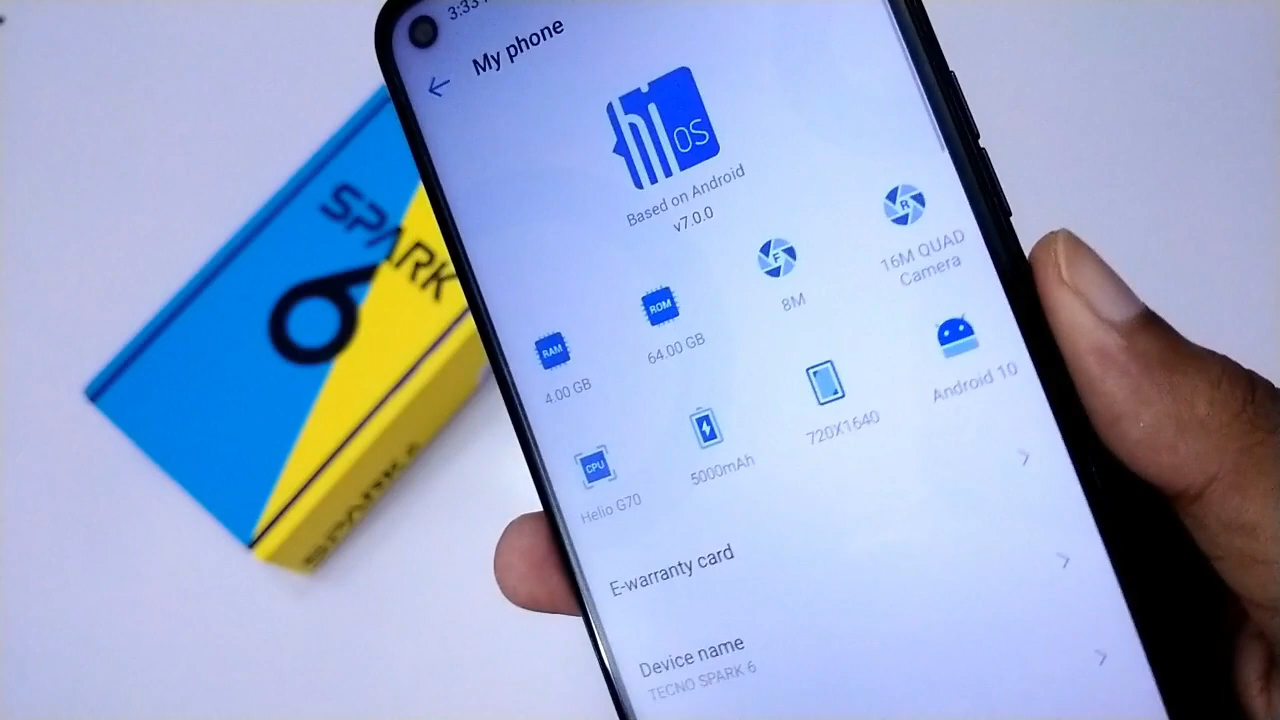 3:33
My phone
hi OS
Based on Android
v7.0.0
RAM
4.00 GB
ROM
64.00 GB
F
8M
R
16M QUAD
Camera
CPU
Helio G70
5000mAh
720X1640
Android 10
E-warranty card
Device name
TECNO SPARK 6
SPARK
6